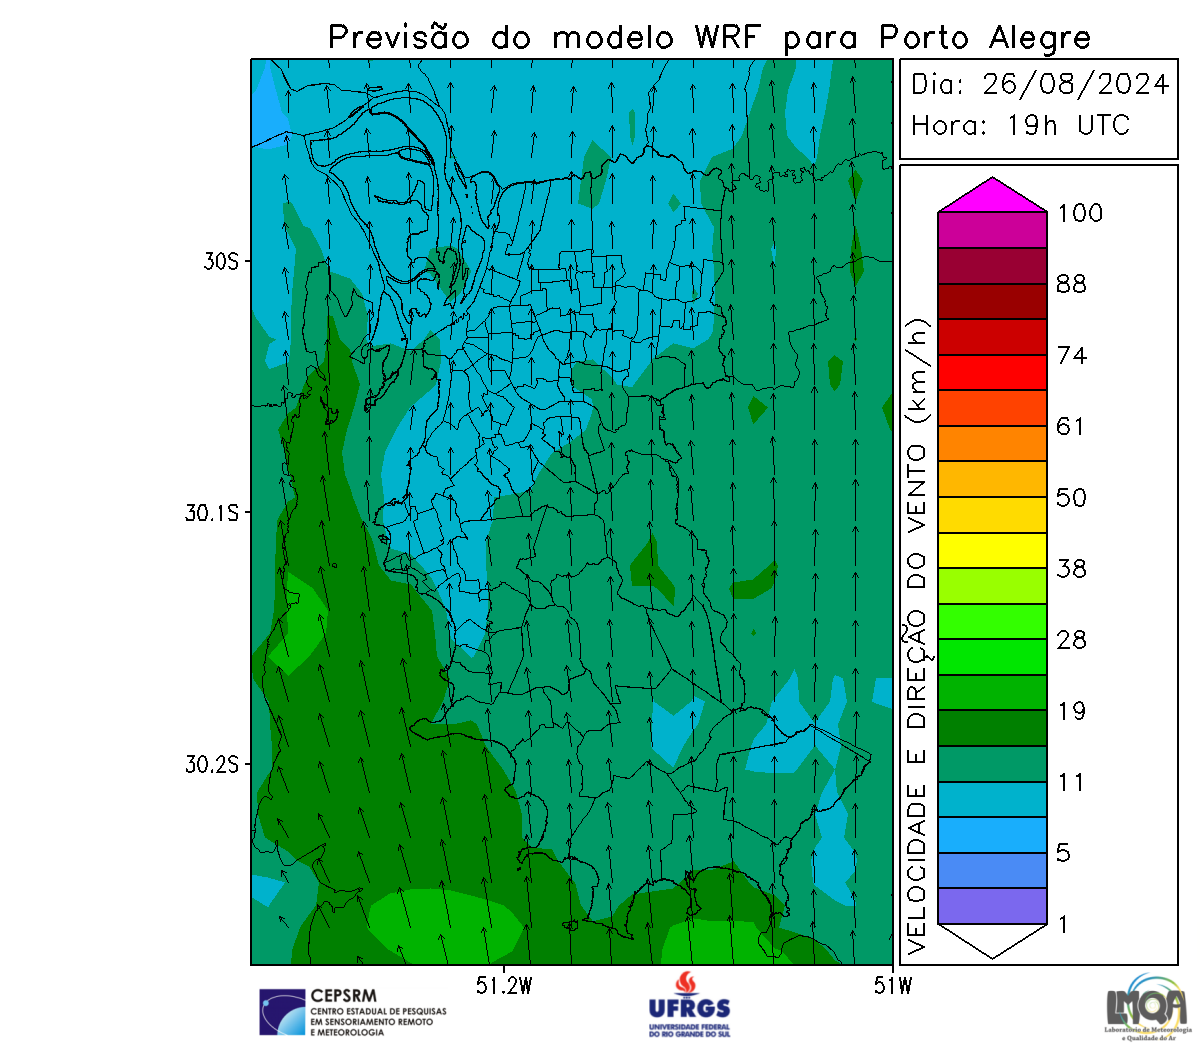 Previsão do modelo WRF para Porto Alegre
Dia: 26/08/2024
Hora: 19h UTC
30S
30.1S
30.2S
51.2W
51W
VELOCIDADE E DIREÇÃO DO VENTO (km/h)
100
88
74
61
50
38
28
19
11
5
1
CEPSRM
CENTRO ESTADUAL DE PESQUISAS
EM SENSORIAMENTO REMOTO
E METEOROLOGIA
UFRGS
UNIVERSIDADE FEDERAL
DO RIO GRANDE DO SUL
LMQA
Laboratório de Meteorologia
e Qualidade do Ar